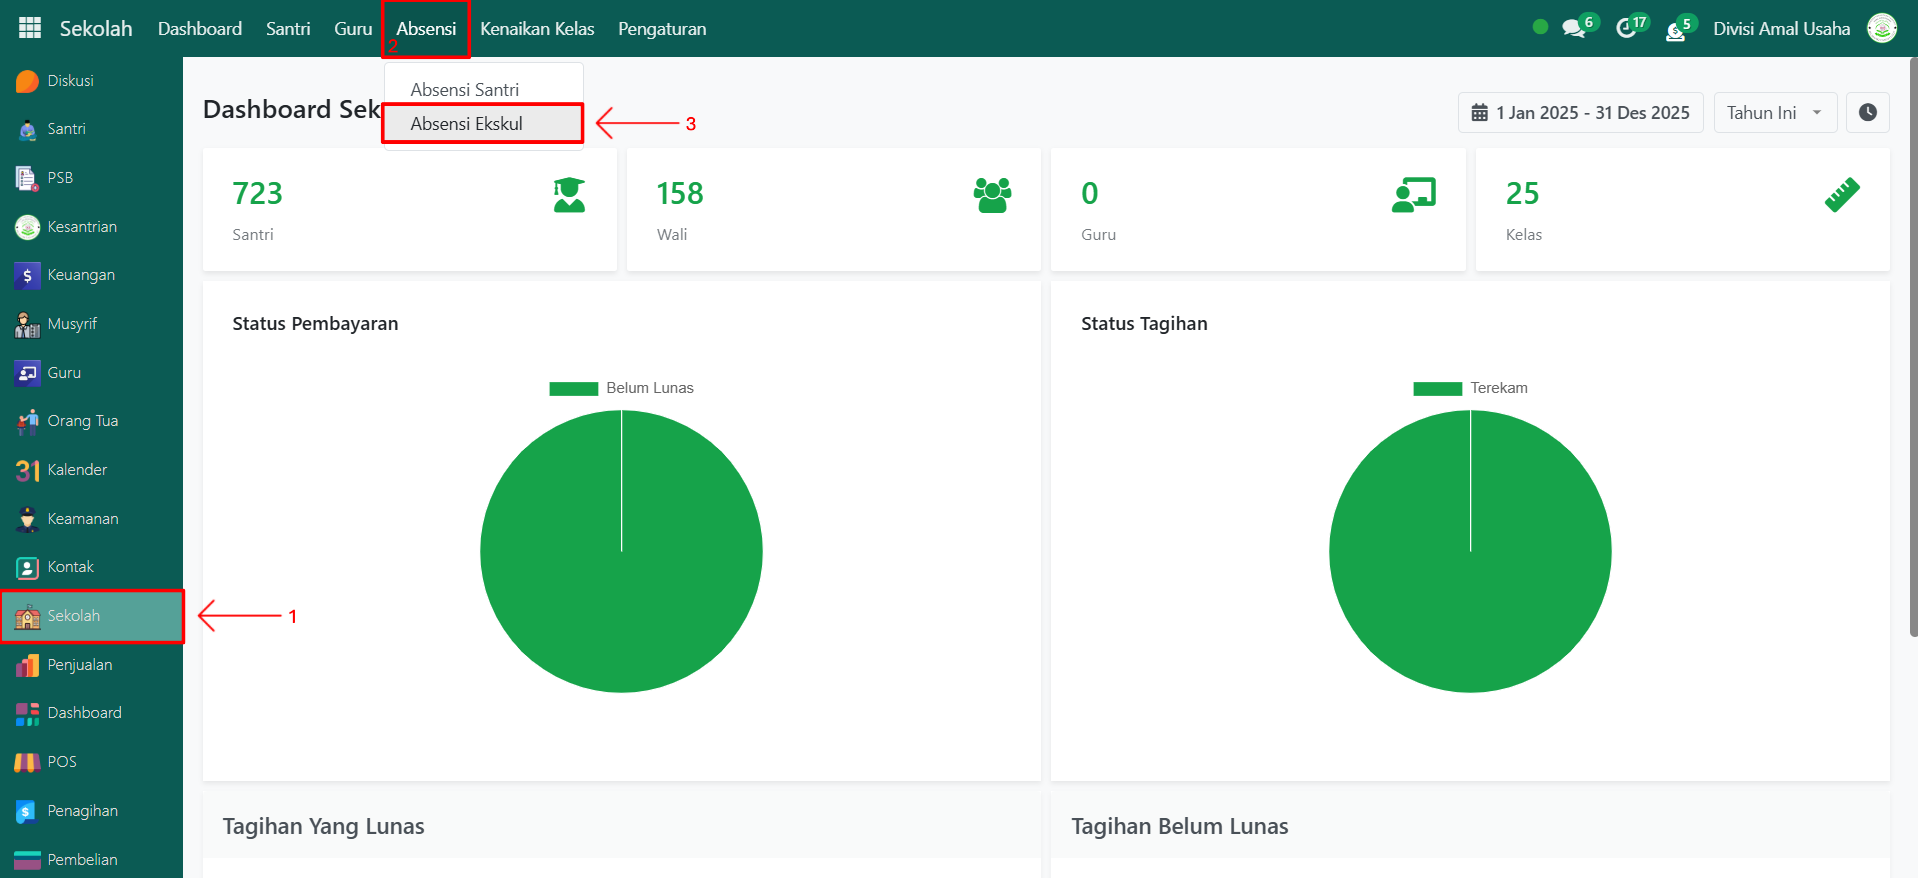 Sekolah Dashboard Santri Guru Absensi Kenaikan Kelas Pengaturan 6 17 5 Divisi Amal Usaha
2
Diskusi
Santri
PSB
Kesantrian
Keuangan
Musyrif
Guru
Orang Tua
31 Kalender
Keamanan
Kontak
Sekolah
1
Penjualan
Dashboard
POS
Penagihan
Pembelian
Absensi Santri
Absensi Ekskul
3
Dashboard Sek
1 Jan 2025 - 31 Des 2025 Tahun Ini
723
Santri
158
Wali
0
Guru
25
Kelas
Status Pembayaran
Belum Lunas
Status Tagihan
Terekam
Tagihan Yang Lunas
Tagihan Belum Lunas